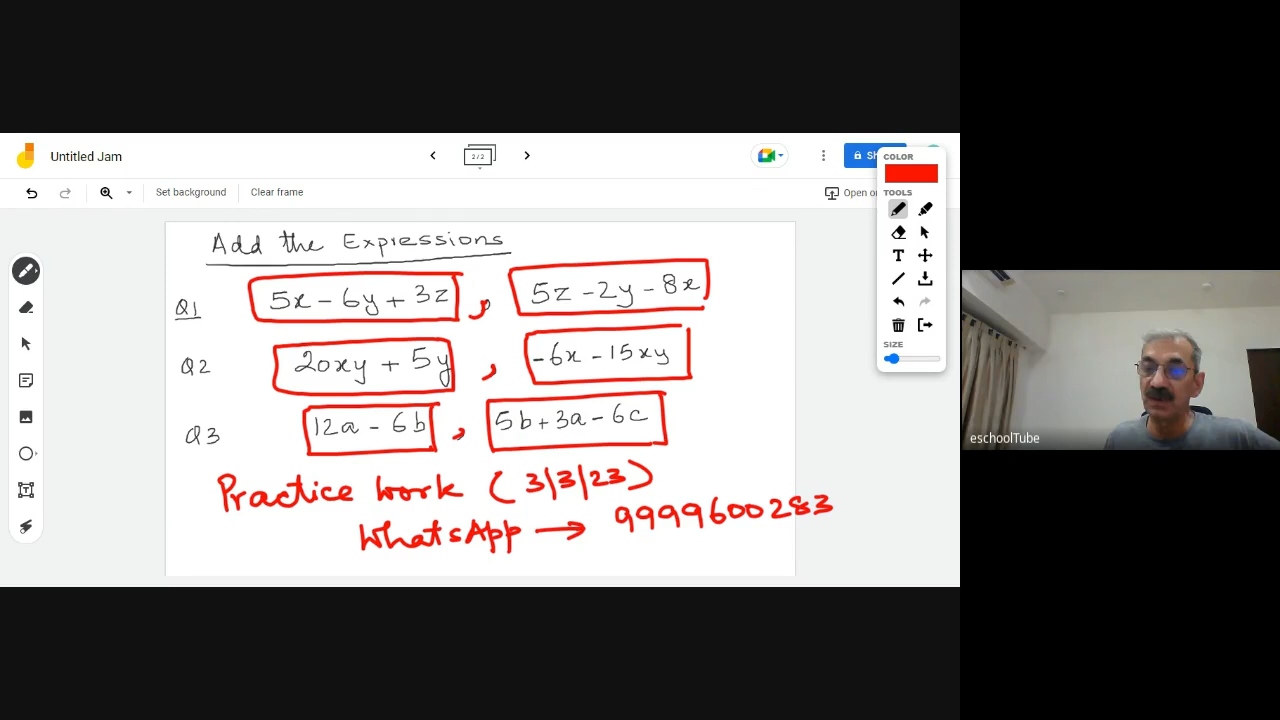 Untitled Jam
2/2
Set background
Clear frame
Open on
COLOR
TOOLS
SIZE
Add the Expressions
Q1 5x - 6y + 3z , 5z - 2y - 8x
Q2 20xy + 5y , -6x - 15xy
Q3 12a - 6b , 5b + 3a - 6c
Practice work (3/3/23)
WhatsApp → 9999600283
eschoolTube